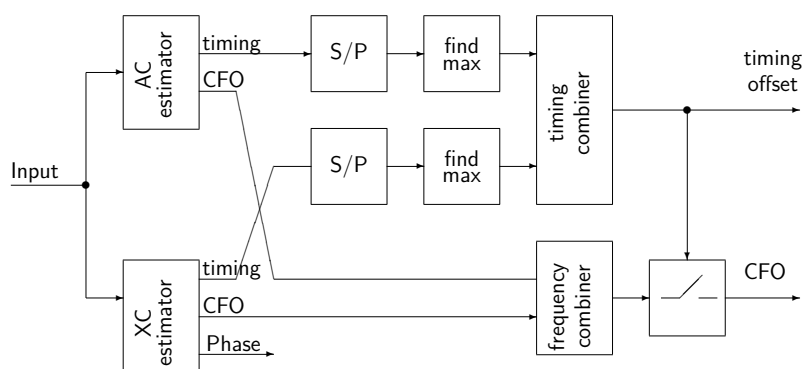 AC
estimator
timing
CFO
S/P
find
max
timing
combiner
timing
offset
Input
S/P
find
max
XC
estimator
timing
CFO
Phase
frequency
combiner
CFO